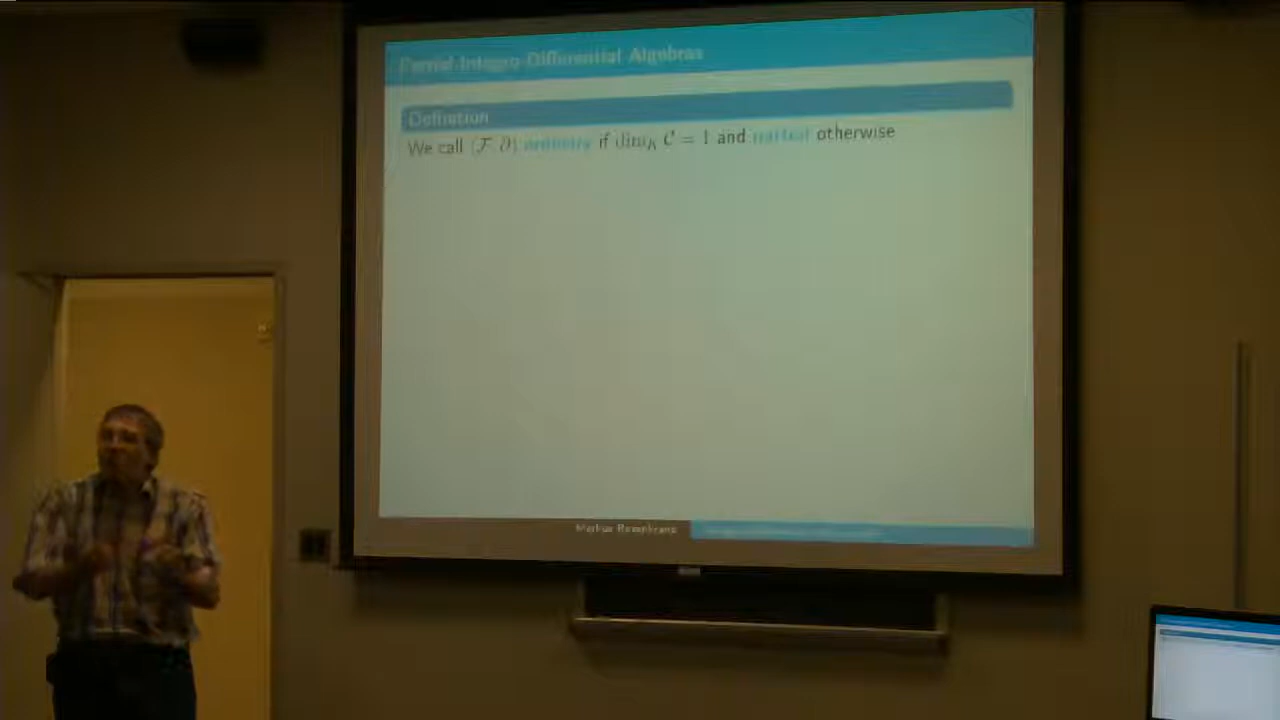 Partial Integro-Differential Algebras
Definition
We call (ℱ, ∂) ordinary if dim_K 𝒞 = 1 and partial otherwise
Markus Rosenkranz